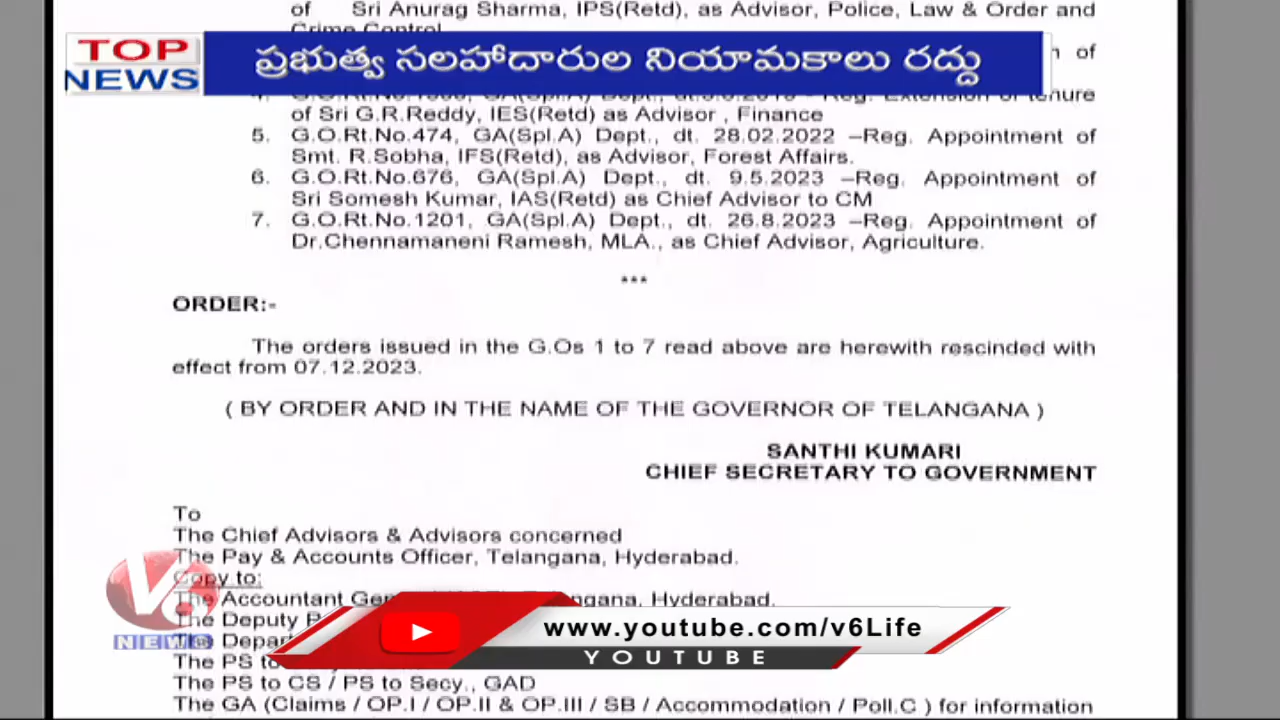 of Sri Anurag Sharma, IPS(Retd), as Advisor, Police, Law & Order and
Crime Control
TOP
NEWS
ప్రభుత్వ సలహాదారుల నియామకాలు రద్దు
of
tenure
of Sri G.R.Reddy, IES(Retd) as Advisor , Finance
5. G.O.Rt.No.474, GA(Spl.A) Dept., dt. 28.02.2022 –Reg. Appointment of
Smt. R.Sobha, IFS(Retd), as Advisor, Forest Affairs.
6. G.O.Rt.No.676, GA(Spl.A) Dept., dt. 9.5.2023 –Reg. Appointment of
Sri Somesh Kumar, IAS(Retd) as Chief Advisor to CM
7. G.O.Rt.No.1201, GA(Spl.A) Dept., dt. 26.8.2023 –Reg. Appointment of
Dr.Chennamaneni Ramesh, MLA., as Chief Advisor, Agriculture.
***
ORDER:-
The orders issued in the G.Os 1 to 7 read above are herewith rescinded with
effect from 07.12.2023.
( BY ORDER AND IN THE NAME OF THE GOVERNOR OF TELANGANA )
SANTHI KUMARI
CHIEF SECRETARY TO GOVERNMENT
To
The Chief Advisors & Advisors concerned
The Pay & Accounts Officer, Telangana, Hyderabad.
Copy to:
The Accountant Hyderabad.
The Deputy
The
The PS to
The PS to CS / PS to Secy., GAD
The GA (Claims / OP.I / OP.II & OP.III / SB / Accommodation / Poll.C ) for information
V6
NEWS
www.youtube.com/v6Life
YOUTUBE